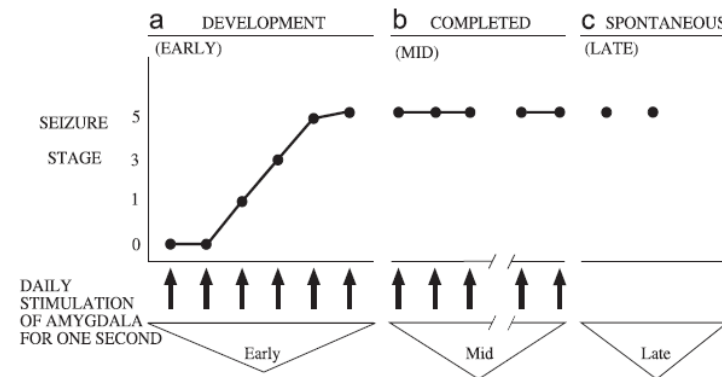 a DEVELOPMENT b COMPLETED c SPONTANEOUS
(EARLY) (MID) (LATE)
SEIZURE
STAGE
5
3
1
0
DAILY
STIMULATION
OF AMYGDALA
FOR ONE SECOND
Early Mid Late